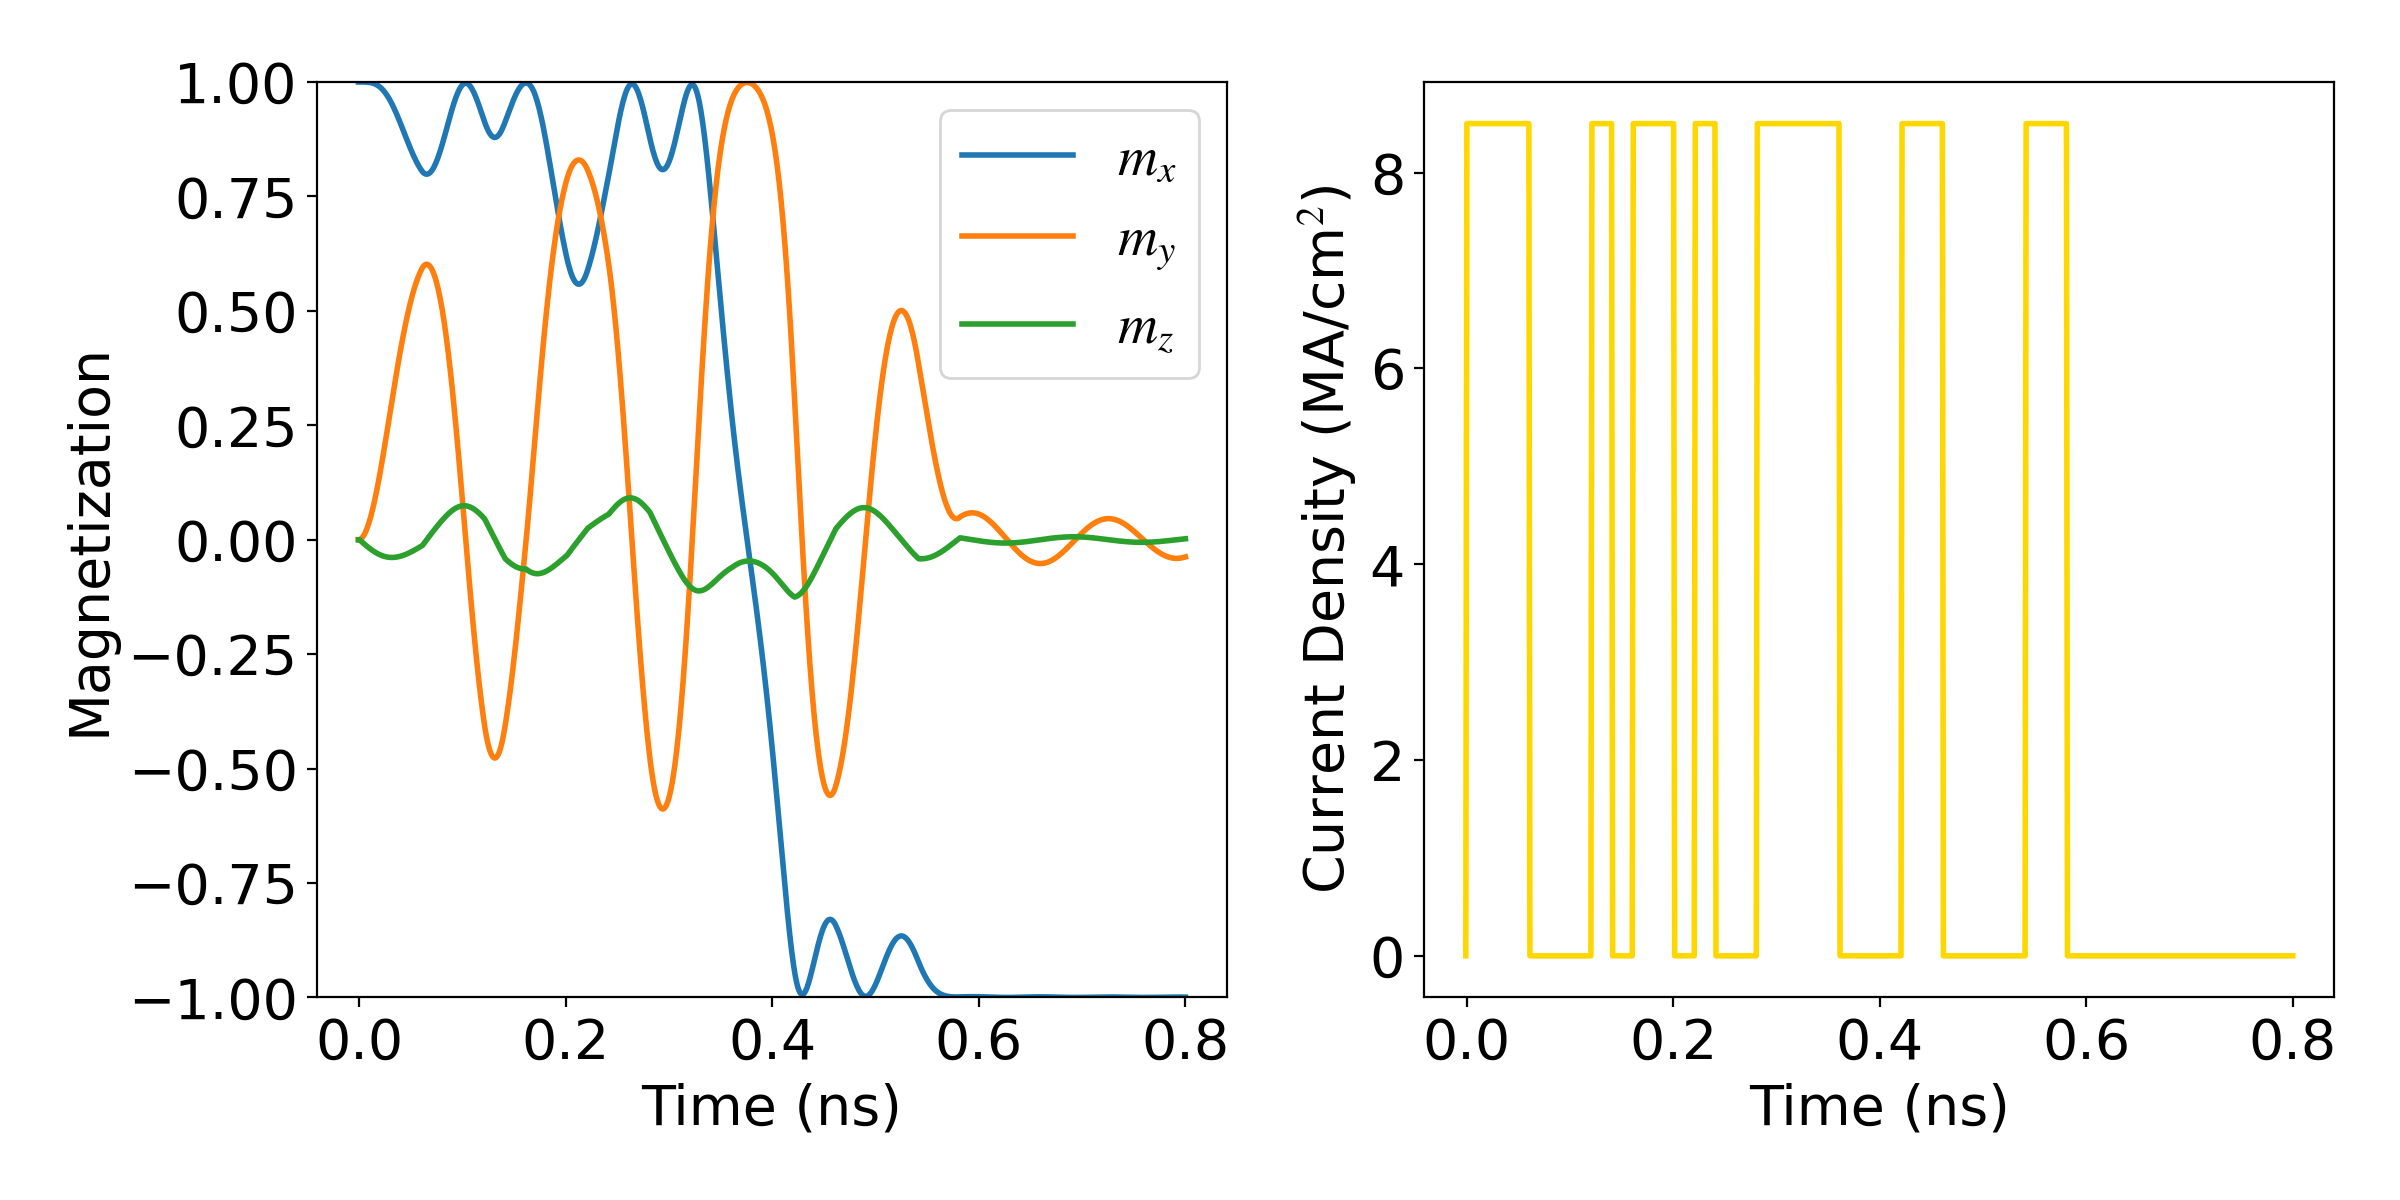 1.00
0.75
0.50
0.25
0.00
−0.25
−0.50
−0.75
−1.00
Magnetization
0.0 0.2 0.4 0.6 0.8
Time (ns)
mₓ
m_y
m_z
8
6
4
2
0
Current Density (MA/cm²)
0.0 0.2 0.4 0.6 0.8
Time (ns)